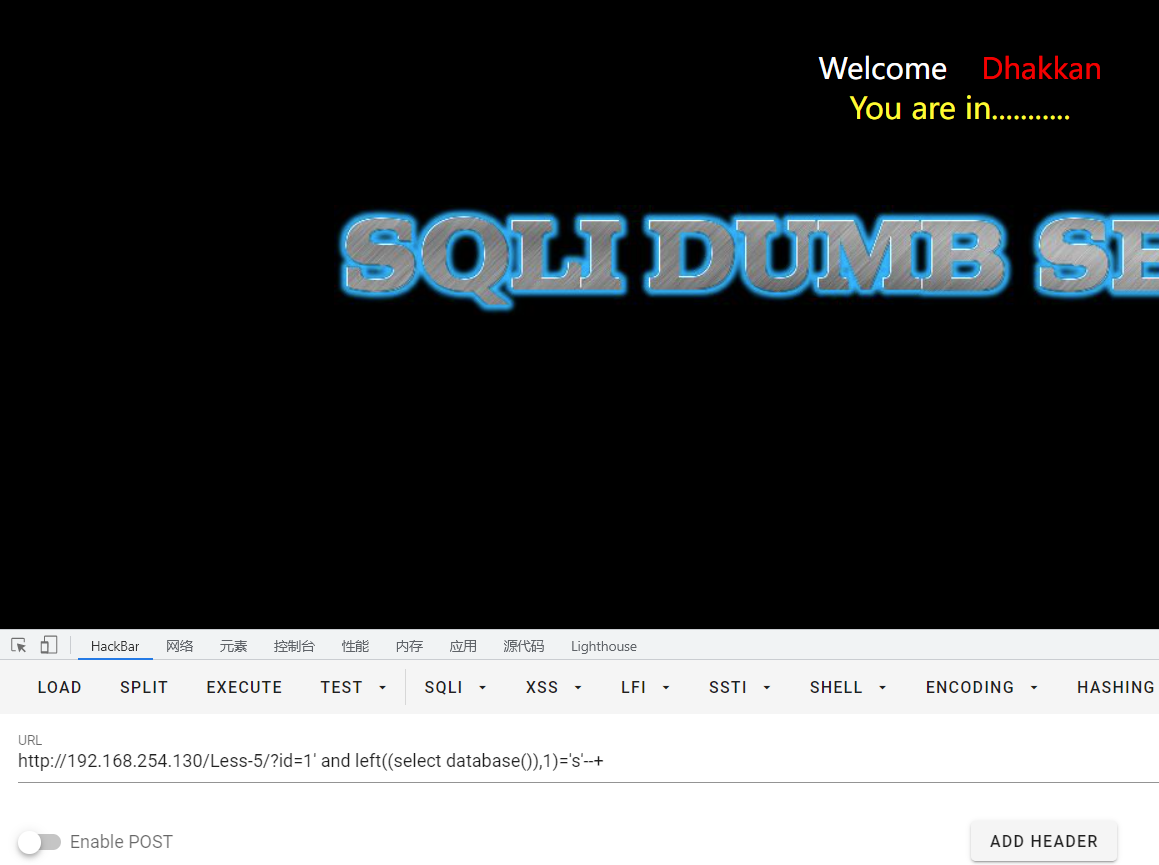 Welcome Dhakkan
You are in...........
SQLI DUMB SE
HackBar 网络 元素 控制台 性能 内存 应用 源代码 Lighthouse
LOAD SPLIT EXECUTE TEST SQLI XSS LFI SSTI SHELL ENCODING HASHING
URL
http://192.168.254.130/Less-5/?id=1' and left((select database()),1)='s'--+
Enable POST ADD HEADER